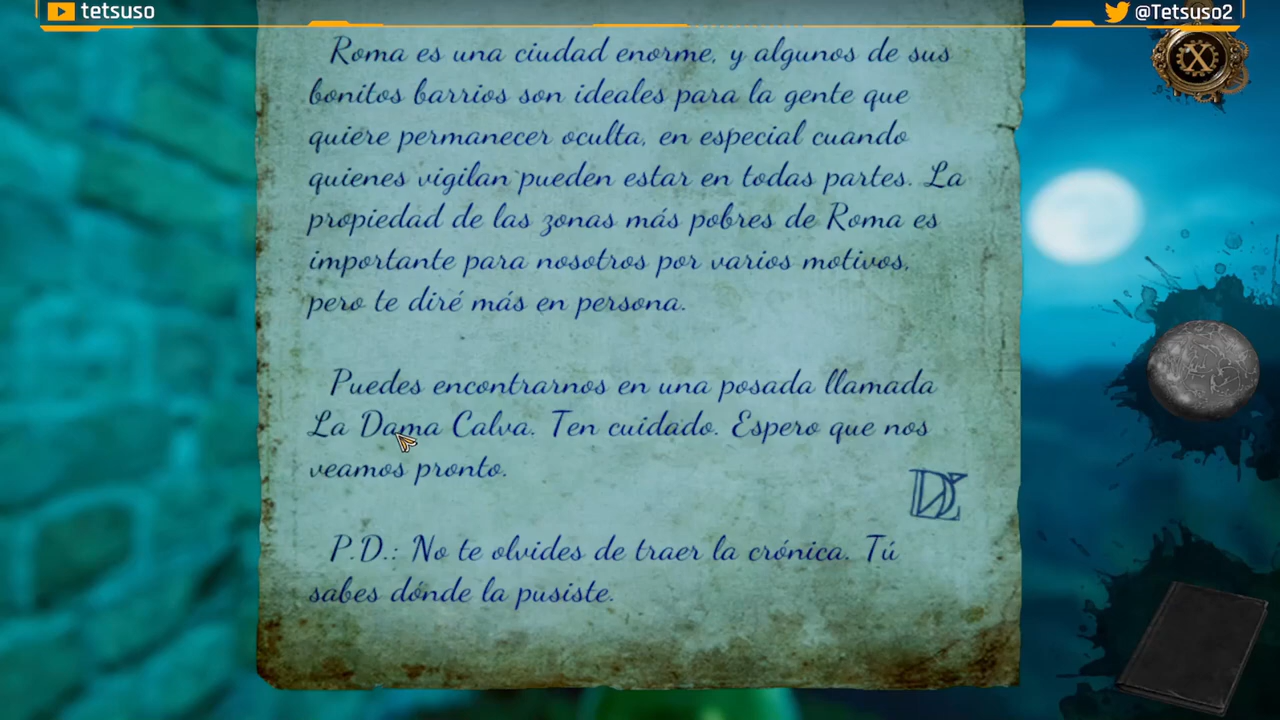 tetsuso
@Tetsuso2
Roma es una ciudad enorme, y algunos de sus
bonitos barrios son ideales para la gente que
quiere permanecer oculta, en especial cuando
quienes vigilan pueden estar en todas partes. La
propiedad de las zonas más pobres de Roma es
importante para nosotros por varios motivos,
pero te diré más en persona.
Puedes encontrarnos en una posada llamada
La Dama Calva. Ten cuidado. Espero que nos
veamos pronto.
P.D.: No te olvides de traer la crónica. Tú
sabes dónde la pusiste.